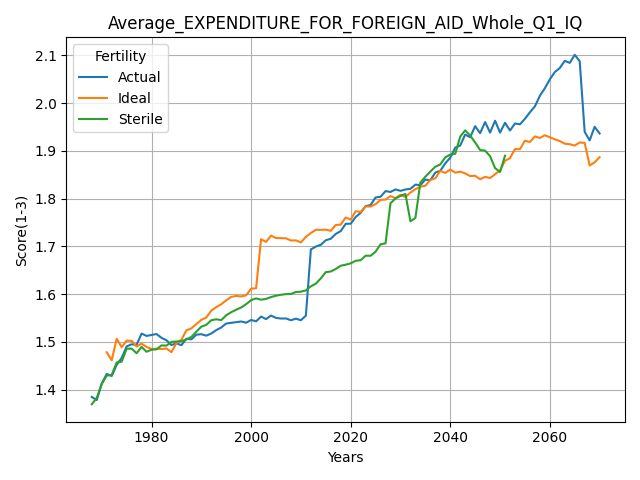 Average_EXPENDITURE_FOR_FOREIGN_AID_Whole_Q1_IQ
Fertility
Actual
Ideal
Sterile
Score(1-3)
2.1
2.0
1.9
1.8
1.7
1.6
1.5
1.4
1980
2000
2020
2040
2060
Years